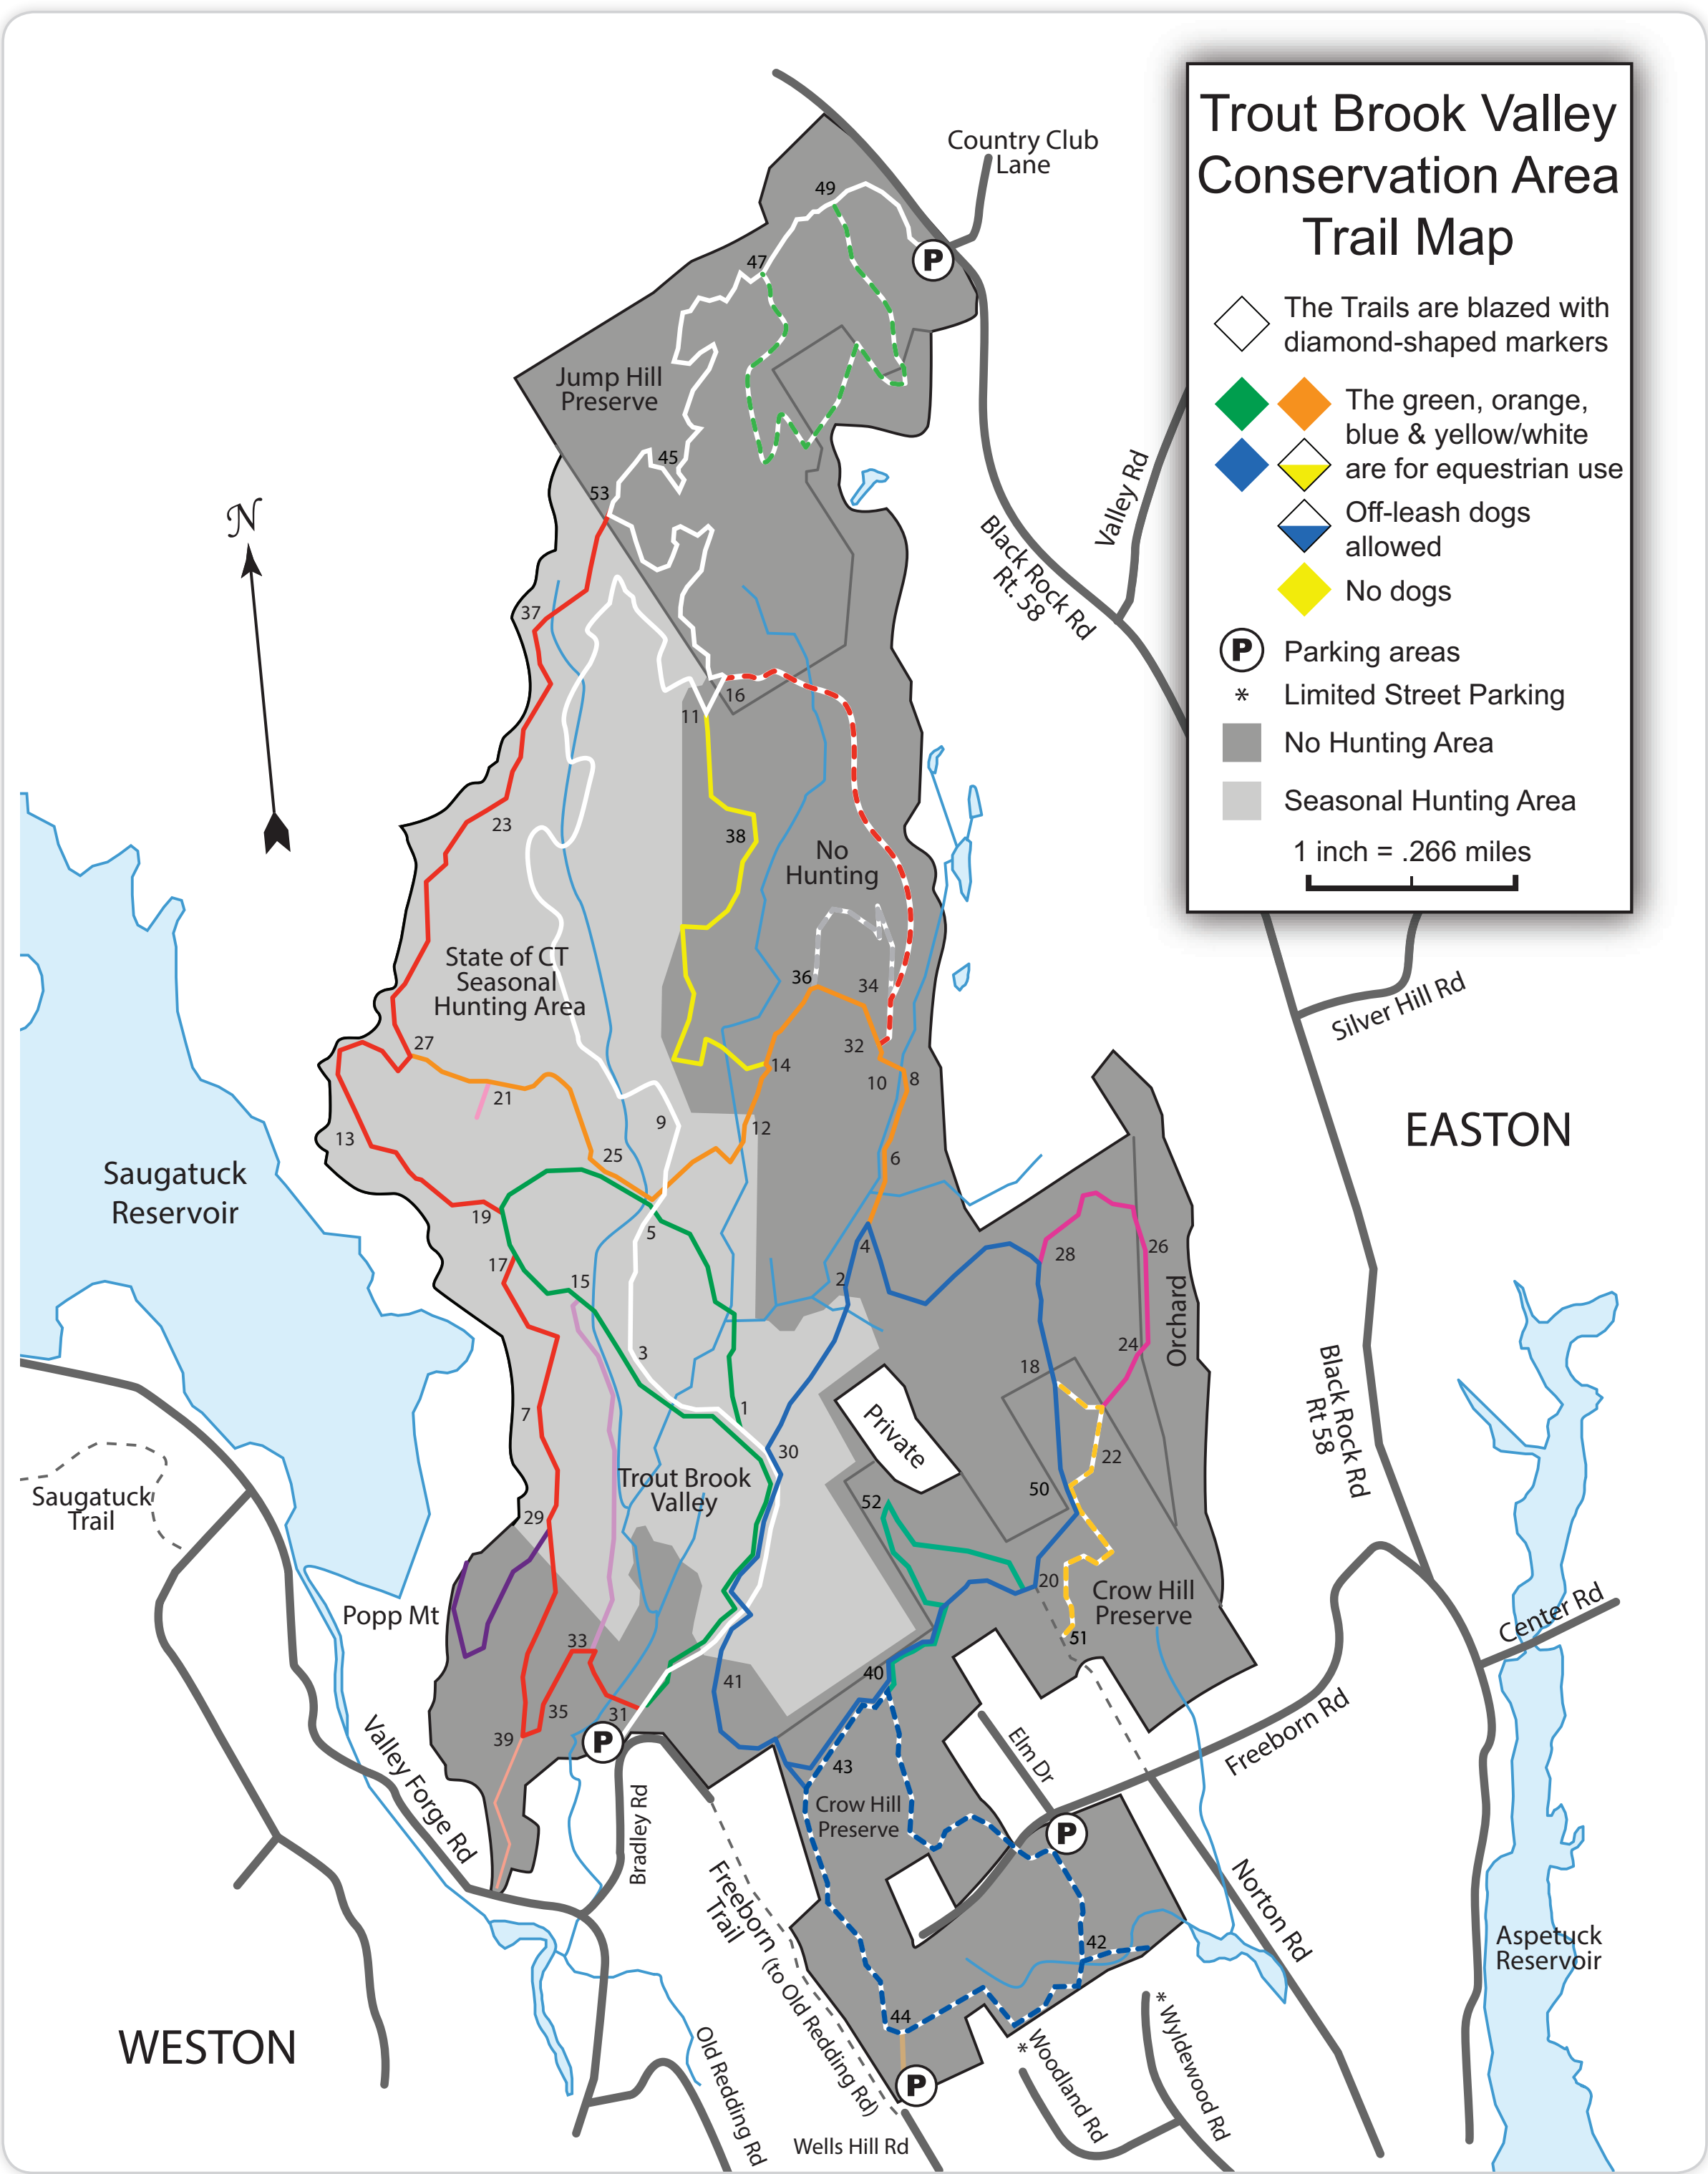 Trout Brook Valley
Conservation Area
Trail Map
The Trails are blazed with
diamond-shaped markers
The green, orange,
blue & yellow/white
are for equestrian use
Off-leash dogs
allowed
No dogs
P
Parking areas
*
Limited Street Parking
No Hunting Area
Seasonal Hunting Area
1 inch = .266 miles
Country Club
Lane
49
P
47
Jump Hill
Preserve
45
53
N
Valley Rd
Black Rock Rd
Rt. 58
37
16
11
23
38
No
Hunting
State of CT
Seasonal
Hunting Area
36
34
Silver Hill Rd
27
32
14
10
8
21
EASTON
9
12
13
25
6
Saugatuck
Reservoir
19
5
4
28
26
17
15
2
Orchard
3
24
18
Black Rock Rd
Rt 58
7
1
Private
30
22
Saugatuck
Trail
Trout Brook
Valley
50
52
29
20
Crow Hill
Preserve
Center Rd
Popp Mt
33
51
40
41
35
31
39
P
Elm Dr
Freeborn Rd
Valley Forge Rd
43
Bradley Rd
Crow Hill
Preserve
P
Freeborn
Trail
(to Old Redding Rd)
Norton Rd
42
Aspetuck
Reservoir
44
* Wyldewood Rd
* Woodland Rd
WESTON
Old Redding Rd
P
Wells Hill Rd